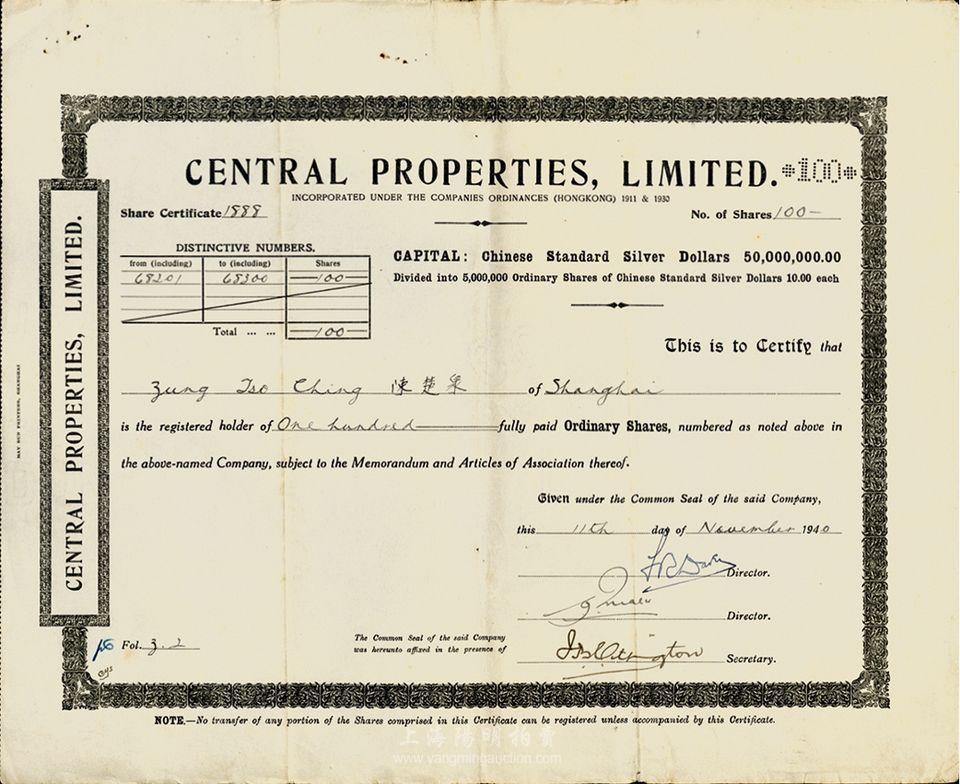 CENTRAL PROPERTIES, LIMITED. *100*
INCORPORATED UNDER THE COMPANIES ORDINANCES (HONGKONG) 1911 & 1930
Share Certificate 1888 No. of Shares 100-
DISTINCTIVE NUMBERS.
from (including) to (including) Shares
68201 68300 100
Total ... ... 100
CAPITAL: Chinese Standard Silver Dollars 50,000,000.00
Divided into 5,000,000 Ordinary Shares of Chinese Standard Silver Dollars 10.00 each
This is to Certify that
Zung Tso Ching 陳楚 of Shanghai
is the registered holder of One hundred fully paid Ordinary Shares, numbered as noted above in
the above-named Company, subject to the Memorandum and Articles of Association thereof.
Given under the Common Seal of the said Company,
this 11th day of November 1940
Director.
Director.
The Common Seal of the said Company
was hereunto affixed in the presence of
Secretary.
Fol. Z. 2
NOTE.—No transfer of any portion of the Shares comprised in this Certificate can be registered unless accompanied by this Certificate.
CENTRAL PROPERTIES, LIMITED.
上海陽明拍賣
www.yangmingauction.com